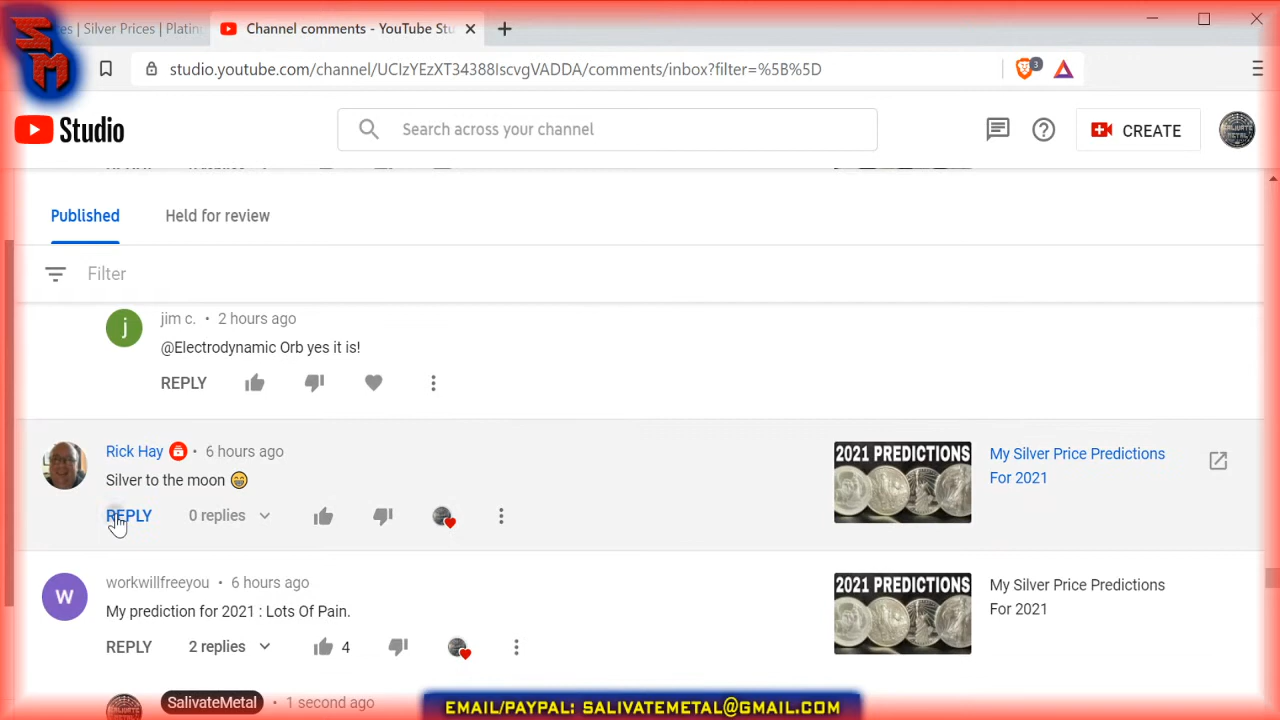 SM
es | Silver Prices | Platin
Channel comments - YouTube Stu
studio.youtube.com/channel/UCIzYEzXT34388lscvgVADDA/comments/inbox?filter=%5B%5D
3
Studio
Search across your channel
CREATE
Published
Held for review
Filter
j
jim c. • 2 hours ago
@Electrodynamic Orb yes it is!
REPLY
Rick Hay • 6 hours ago
Silver to the moon 😁
REPLY 0 replies
2021 PREDICTIONS
My Silver Price Predictions
For 2021
W
workwillfreeyou • 6 hours ago
My prediction for 2021 : Lots Of Pain.
REPLY 2 replies 4
2021 PREDICTIONS
My Silver Price Predictions
For 2021
SalivateMetal • 1 second ago
EMAIL/PAYPAL: SALIVATEMETAL@GMAIL.COM